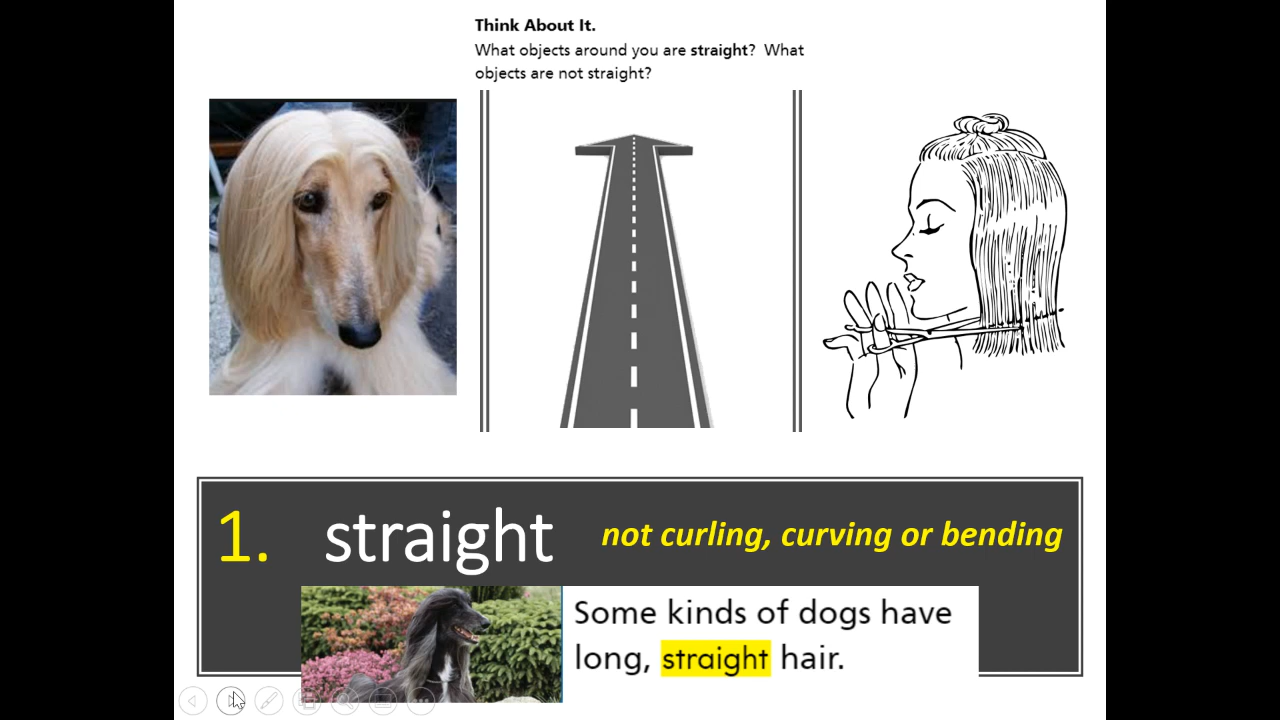 Think About It.
What objects around you are straight? What
objects are not straight?
1. straight not curling, curving or bending
Some kinds of dogs have
long, straight hair.